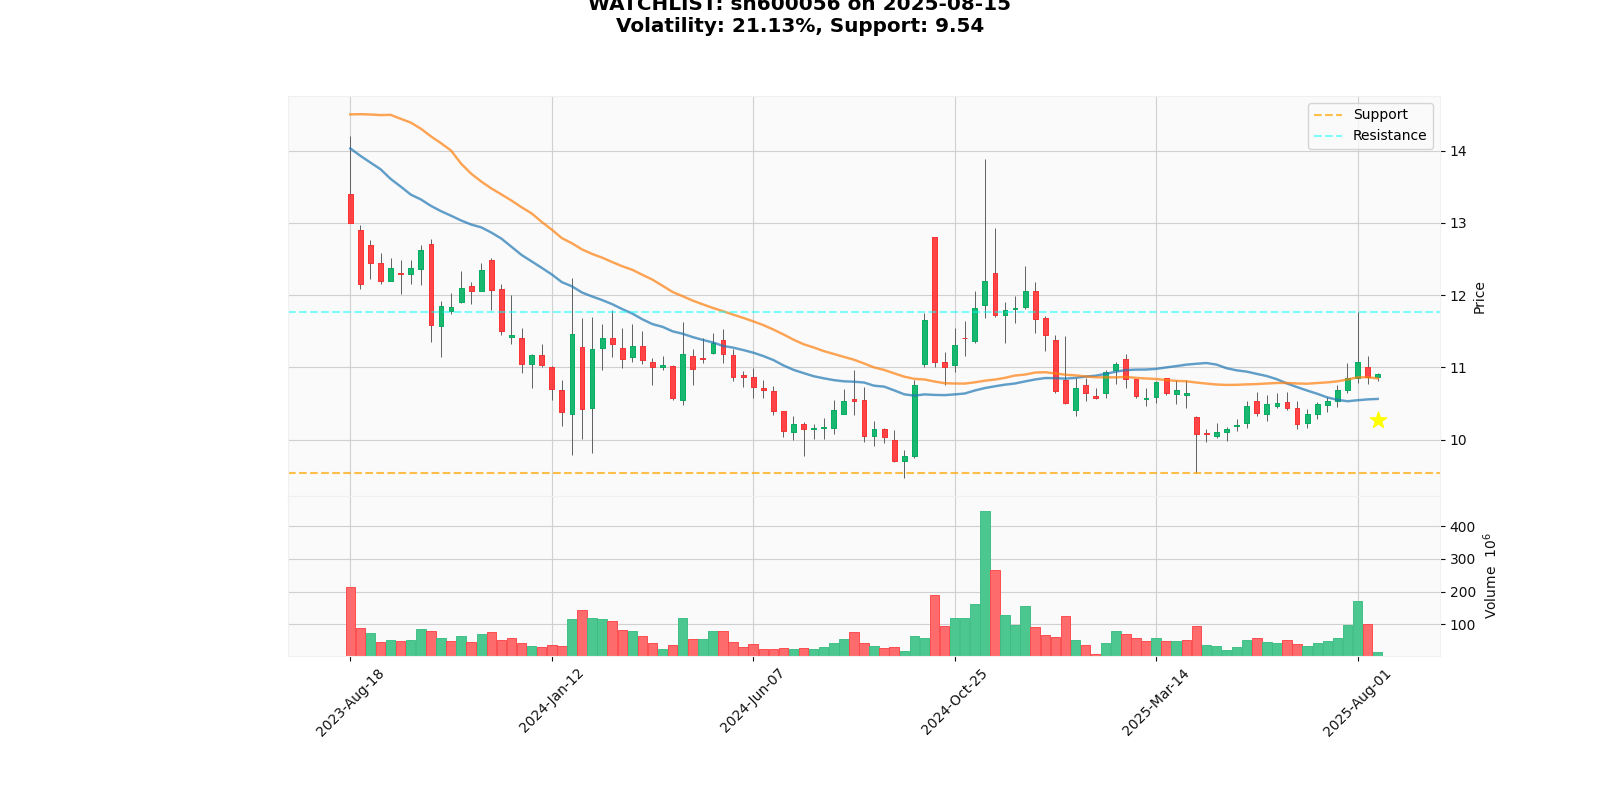 WATCHLIST: sh600056 on 2025-08-15
Volatility: 21.13%, Support: 9.54
Support
Resistance
14
13
12
11
10
Price
400
300
200
100
Volume 10⁶
2023-Aug-18
2024-Jan-12
2024-Jun-07
2024-Oct-25
2025-Mar-14
2025-Aug-01